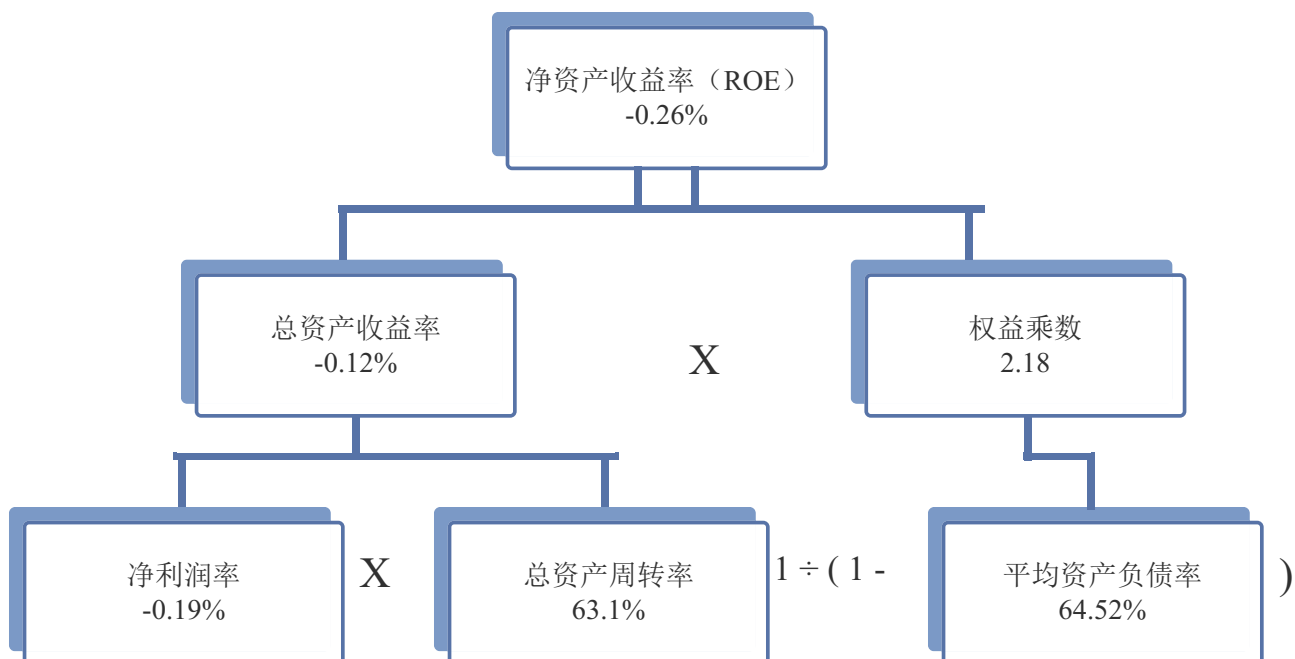 净资产收益率（ROE）
-0.26%
总资产收益率
-0.12%
X
权益乘数
2.18
净利润率
-0.19%
X
总资产周转率
63.1%
1 ÷ ( 1 -
平均资产负债率
64.52%
)